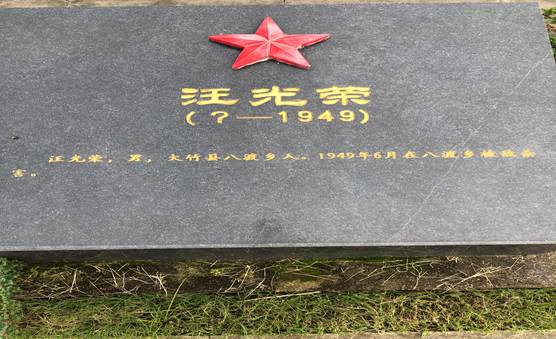 汪光荣
(?—1949)
汪光荣，男，大竹县八渡乡人。1949年6月在八渡乡被敌杀
害。